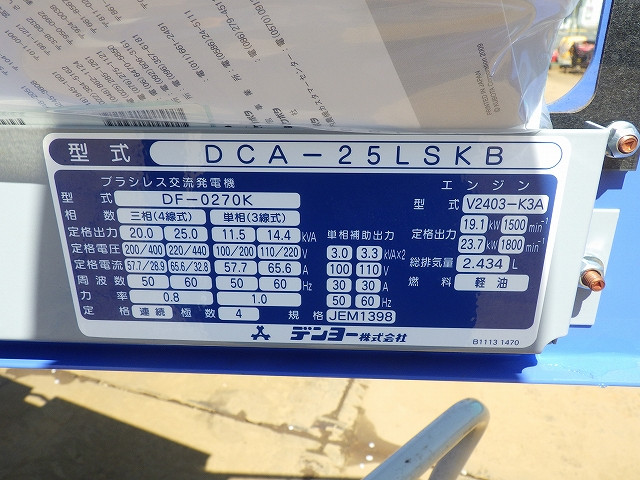 型式 DCA-25LSKB
ブラシレス交流発電機
型式 DF-0270K
相数 三相(4線式) 単相(3線式)
定格出力 20.0 25.0 11.5 14.4 kVA
定格電圧 200/400 220/440 100/200 110/220 V
定格電流 57.7/28.9 65.6/32.8 57.7 65.6 A
周波数 50 60 50 60 Hz
力率 0.8 1.0
定格 連続 極数 4 規格 JEM1398
単相補助出力
3.0 3.3 kVAX2
100 110 V
30 30 A
50 60 Hz
エンジン
型式 V2403-K3A
定格出力 19.1 kW 1500 min⁻¹
23.7 kW 1800 min⁻¹
総排気量 2.434 L
燃料 軽油
デンヨー株式会社
B1113 1470